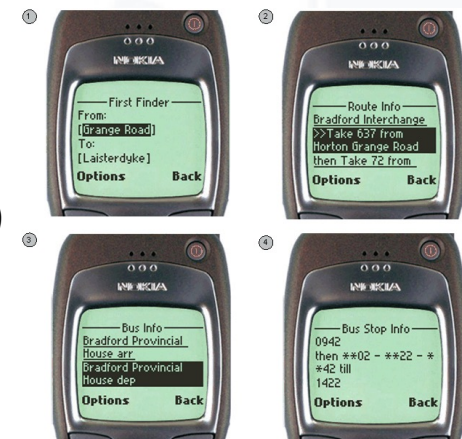 1
NOKIA
First Finder
From:
[Grange Road]
To:
[Laisterdyke]
Options Back
2
NOKIA
Route Info
Bradford Interchange
>>Take 637 from
Horton Grange Road
then Take 72 from
Options Back
3
NOKIA
Bus Info
Bradford Provincial
House arr
Bradford Provincial
House dep
Options Back
4
NOKIA
Bus Stop Info
0942
then **02 - **22 - *
*42 till
1422
Options Back